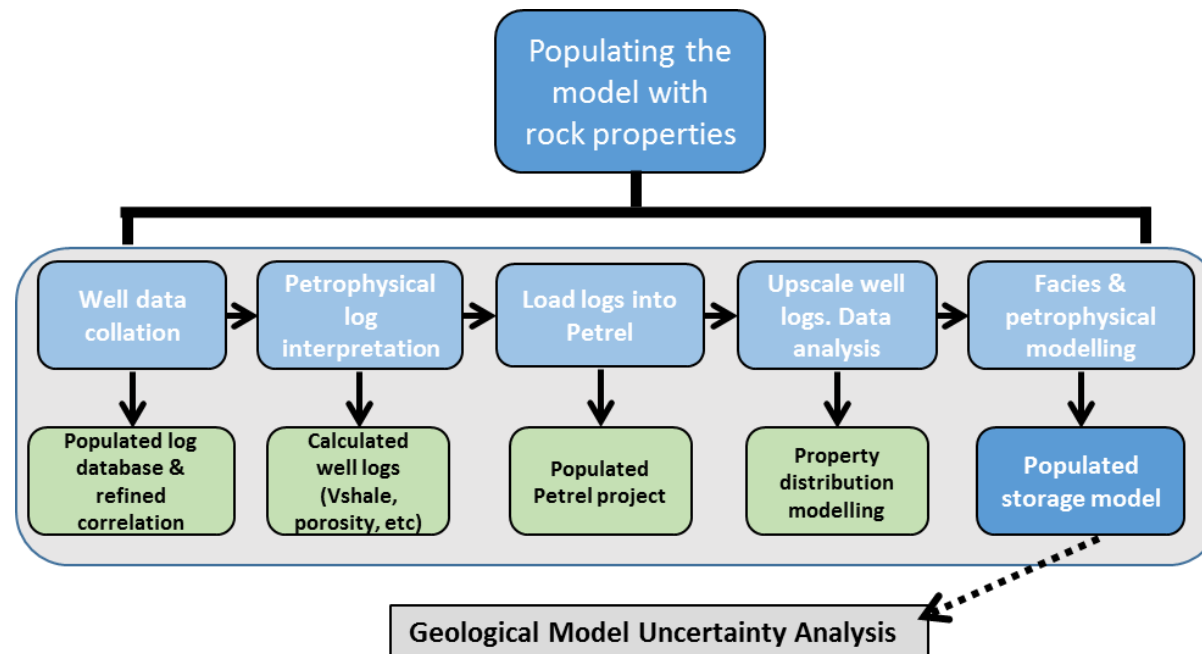 Populating the
model with
rock properties
Well data
collation
Petrophysical
log
interpretation
Load logs into
Petrel
Upscale well
logs. Data
analysis
Facies &
petrophysical
modelling
Populated log
database &
refined
correlation
Calculated
well logs
(Vshale,
porosity, etc)
Populated
Petrel project
Property
distribution
modelling
Populated
storage model
Geological Model Uncertainty Analysis